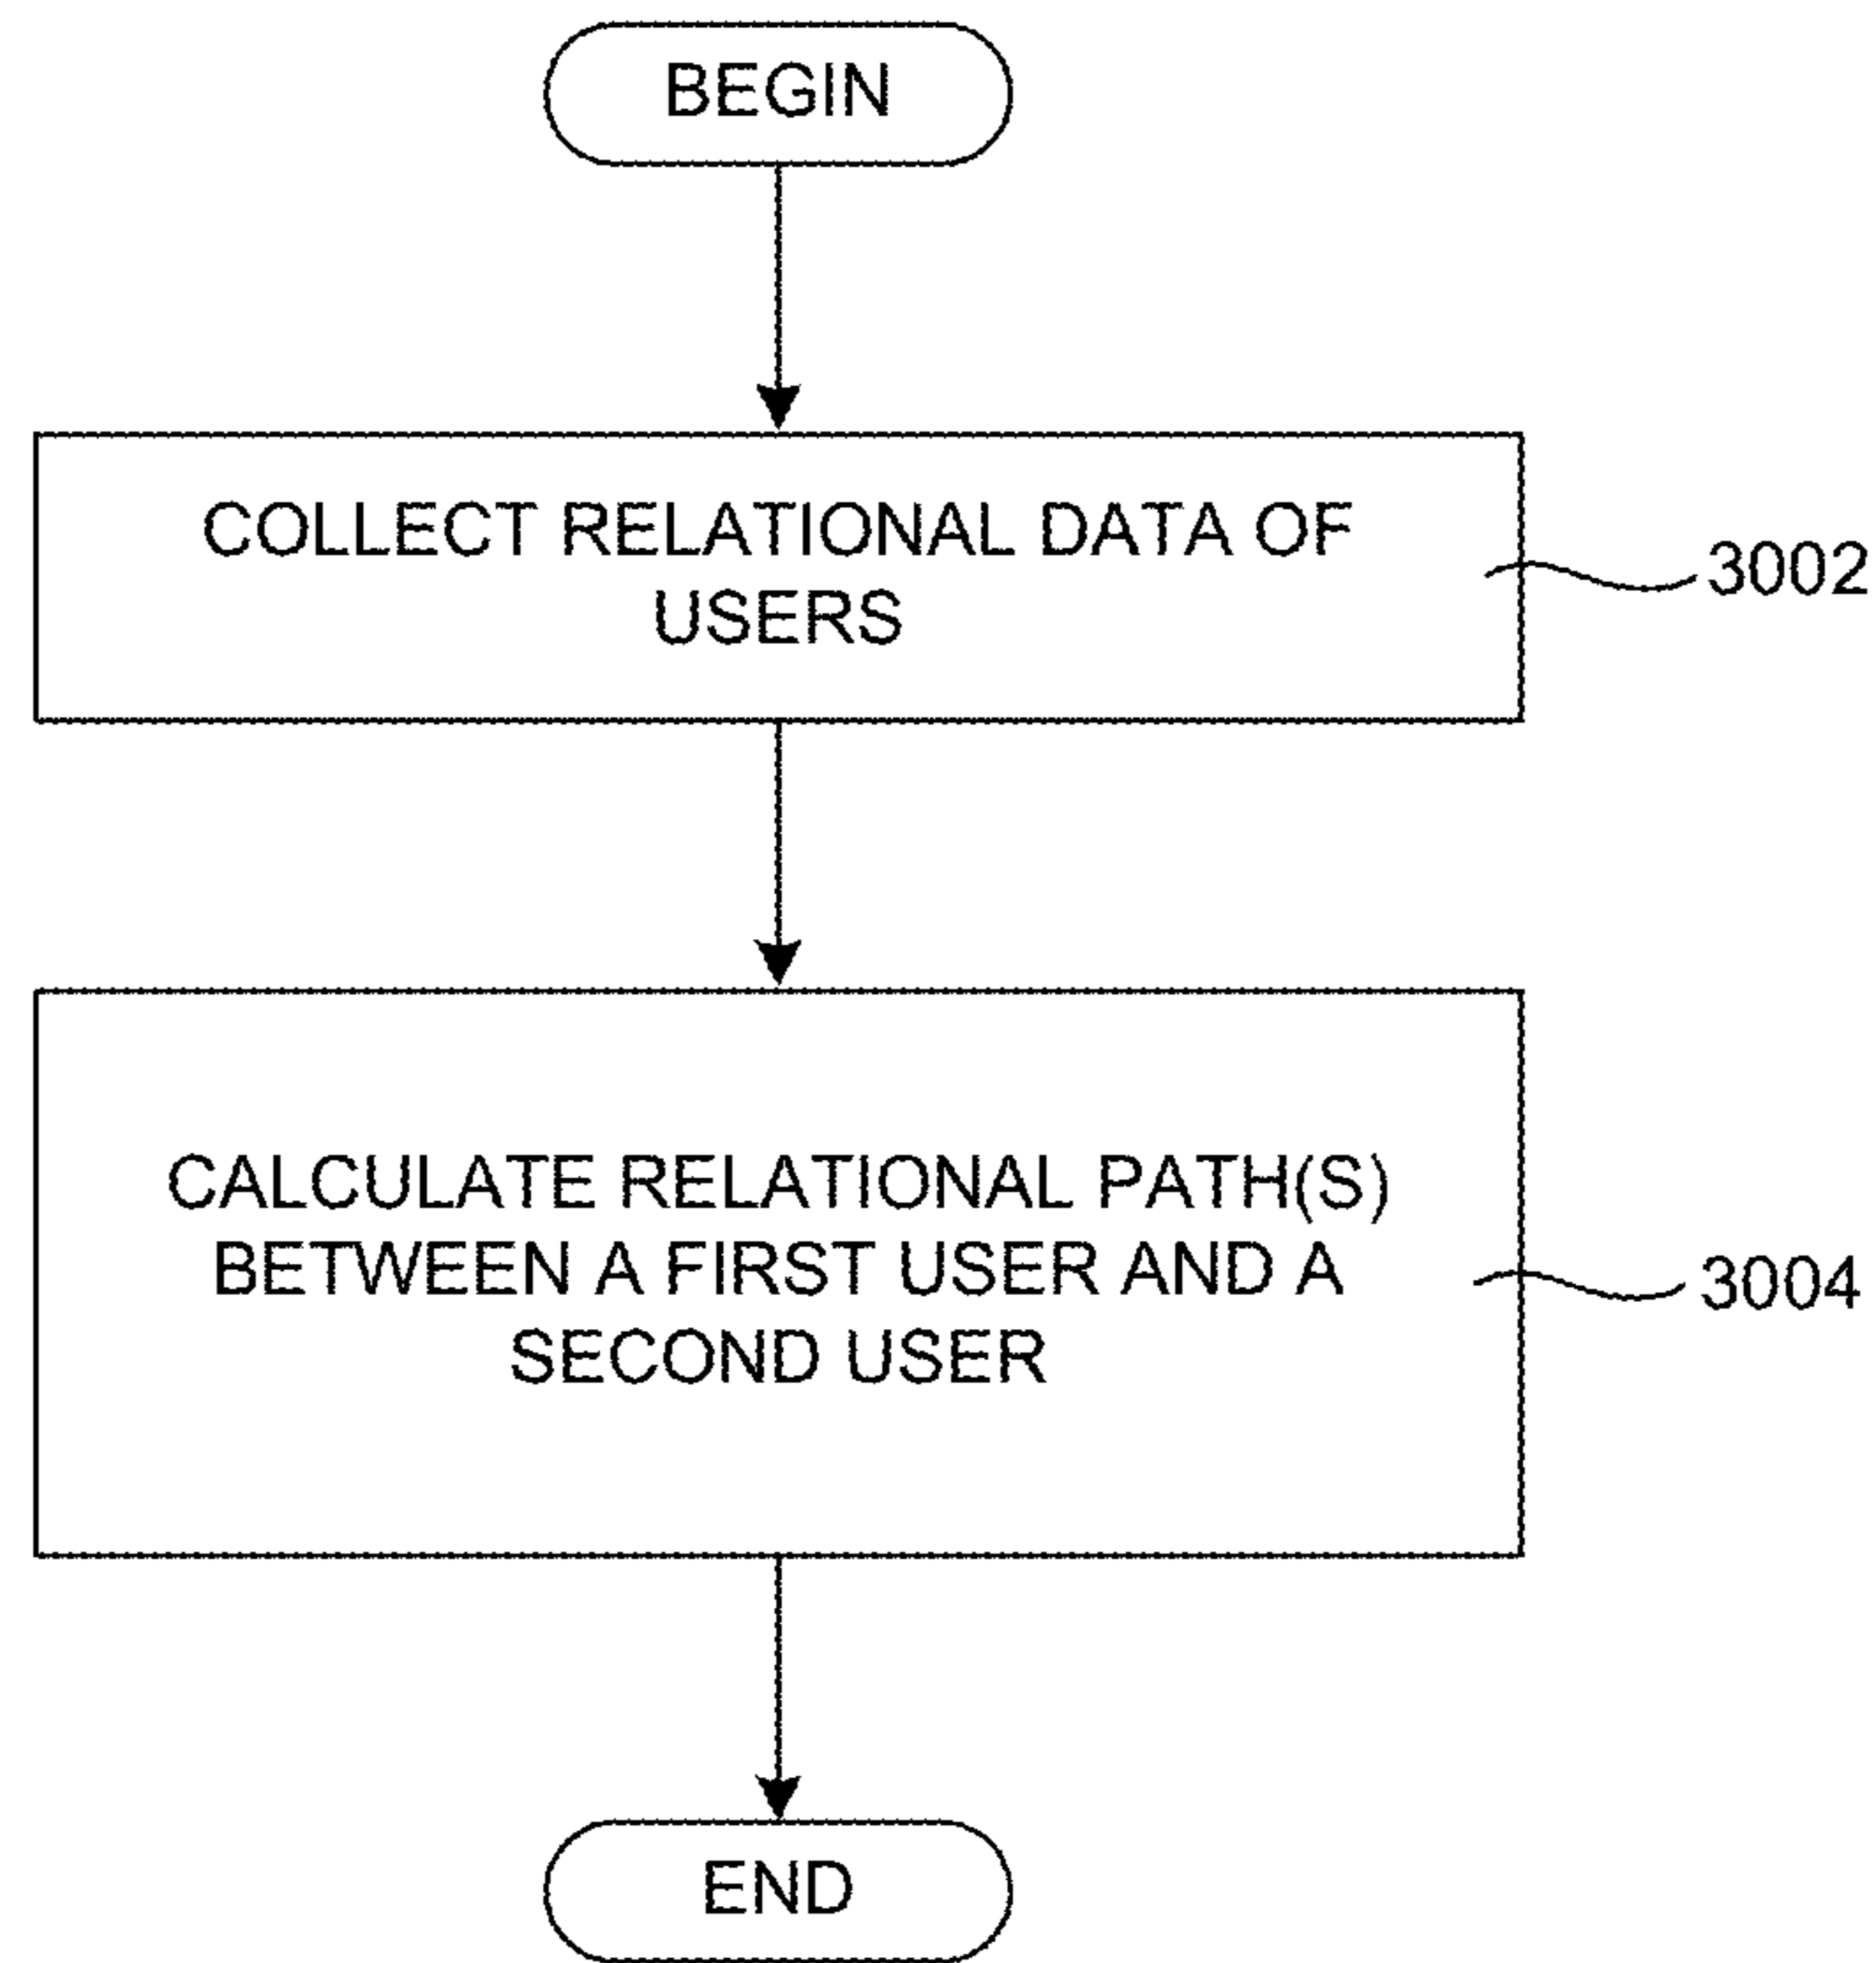 BEGIN
COLLECT RELATIONAL DATA OF
USERS
3002
CALCULATE RELATIONAL PATH(S)
BETWEEN A FIRST USER AND A
SECOND USER
3004
END